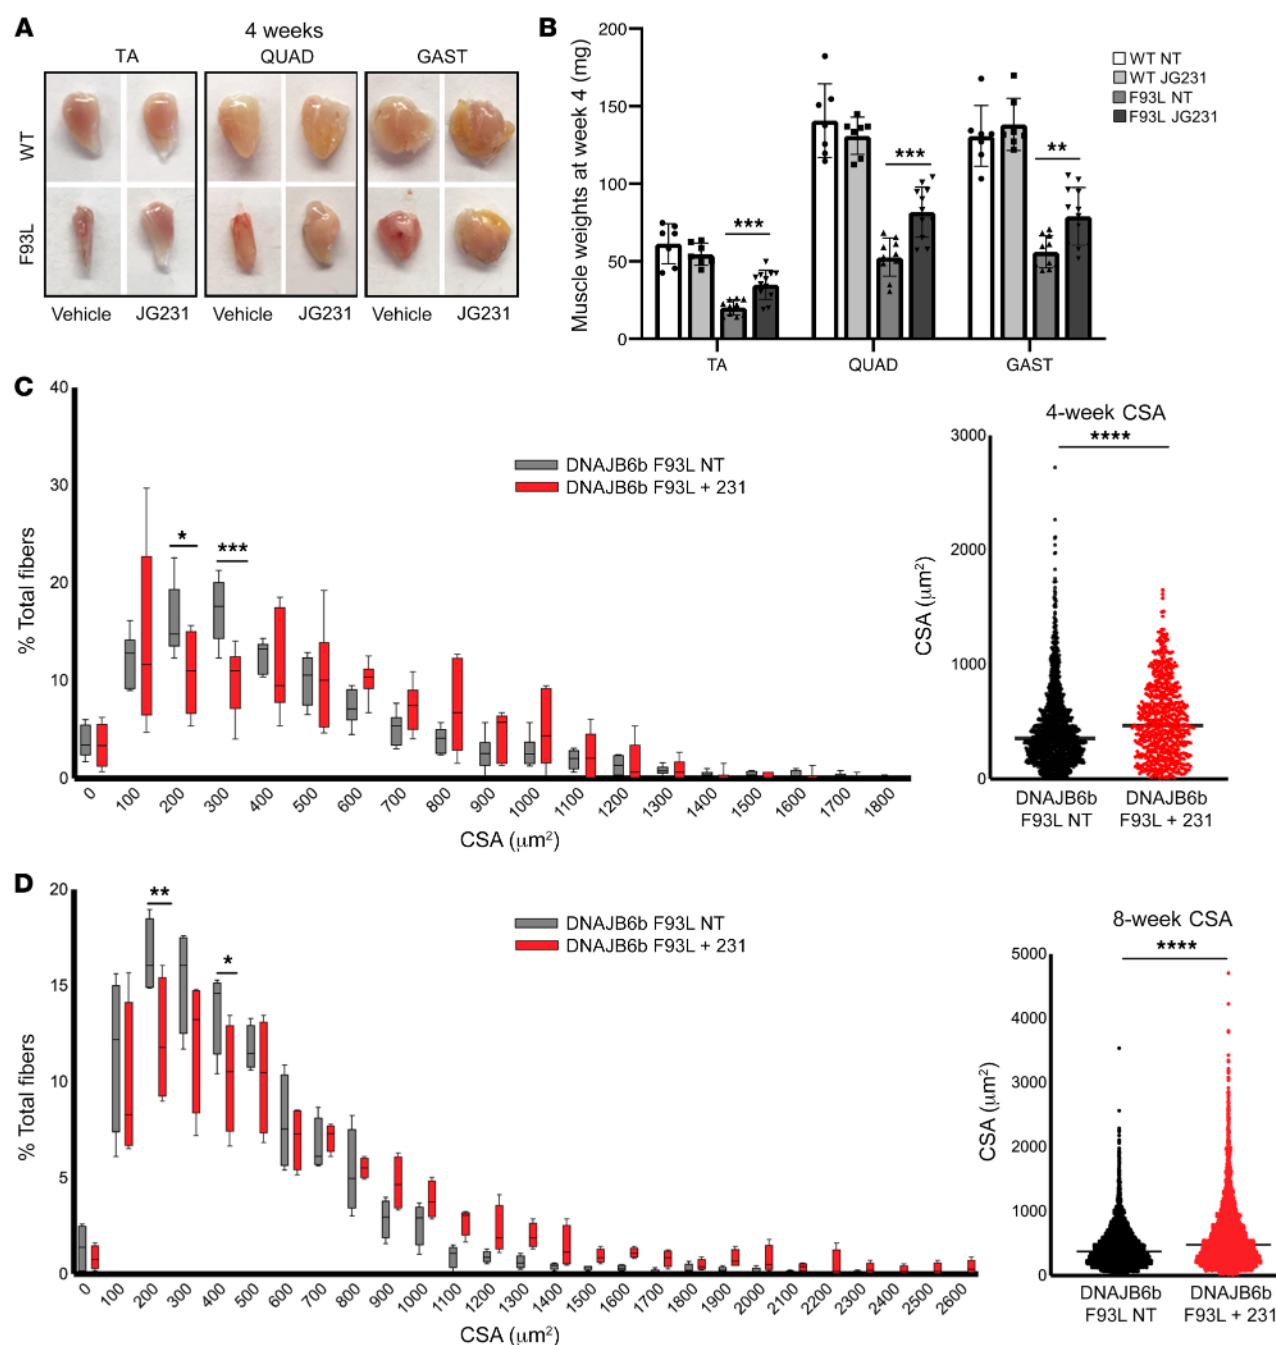 A
4 weeks
TA QUAD GAST
WT
F93L
Vehicle JG231 Vehicle JG231 Vehicle JG231
B
Muscle weights at week 4 (mg)
200
150
100
50
0
*** *** **
TA QUAD GAST
WT NT
WT JG231
F93L NT
F93L JG231
C
% Total fibers
40
30
20
10
0
* ***
DNAJB6b F93L NT
DNAJB6b F93L + 231
0 100 200 300 400 500 600 700 800 900 1000 1100 1200 1300 1400 1500 1600 1700 1800
CSA (µm²)
4-week CSA
****
CSA (µm²)
3000
2000
1000
0
DNAJB6b DNAJB6b
F93L NT F93L + 231
D
% Total fibers
20
15
10
5
0
** *
DNAJB6b F93L NT
DNAJB6b F93L + 231
0 100 200 300 400 500 600 700 800 900 1000 1100 1200 1300 1400 1500 1600 1700 1800 1900 2000 2100 2200 2300 2400 2500 2600
CSA (µm²)
8-week CSA
****
CSA (µm²)
5000
4000
3000
2000
1000
0
DNAJB6b DNAJB6b
F93L NT F93L + 231